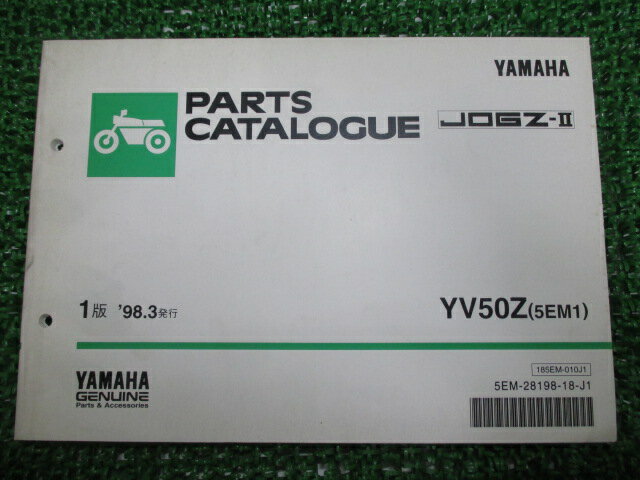 YAMAHA
PARTS
CATALOGUE
JOGZ-II
1版 '98.3発行
YV50Z(5EM1)
YAMAHA
GENUINE
Parts & Accessories
185EM-010J1
5EM-28198-18-J1